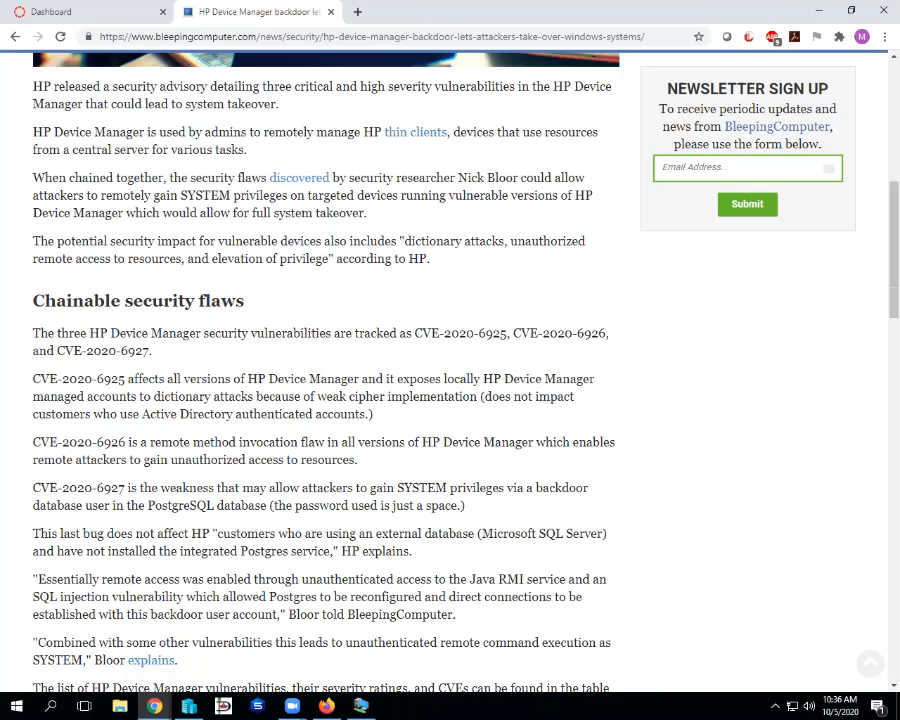 Dashboard
HP Device Manager backdoor let
https://www.bleepingcomputer.com/news/security/hp-device-manager-backdoor-lets-attackers-take-over-windows-systems/
HP released a security advisory detailing three critical and high severity vulnerabilities in the HP Device
Manager that could lead to system takeover.
HP Device Manager is used by admins to remotely manage HP thin clients, devices that use resources
from a central server for various tasks.
When chained together, the security flaws discovered by security researcher Nick Bloor could allow
attackers to remotely gain SYSTEM privileges on targeted devices running vulnerable versions of HP
Device Manager which would allow for full system takeover.
The potential security impact for vulnerable devices also includes "dictionary attacks, unauthorized
remote access to resources, and elevation of privilege" according to HP.
Chainable security flaws
The three HP Device Manager security vulnerabilities are tracked as CVE-2020-6925, CVE-2020-6926,
and CVE-2020-6927.
CVE-2020-6925 affects all versions of HP Device Manager and it exposes locally HP Device Manager
managed accounts to dictionary attacks because of weak cipher implementation (does not impact
customers who use Active Directory authenticated accounts.)
CVE-2020-6926 is a remote method invocation flaw in all versions of HP Device Manager which enables
remote attackers to gain unauthorized access to resources.
CVE-2020-6927 is the weakness that may allow attackers to gain SYSTEM privileges via a backdoor
database user in the PostgreSQL database (the password used is just a space.)
This last bug does not affect HP "customers who are using an external database (Microsoft SQL Server)
and have not installed the integrated Postgres service," HP explains.
"Essentially remote access was enabled through unauthenticated access to the Java RMI service and an
SQL injection vulnerability which allowed Postgres to be reconfigured and direct connections to be
established with this backdoor user account," Bloor told BleepingComputer.
"Combined with some other vulnerabilities this leads to unauthenticated remote command execution as
SYSTEM," Bloor explains.
The list of HP Device Manager vulnerabilities, their severity ratings, and CVEs can be found in the table
NEWSLETTER SIGN UP
To receive periodic updates and
news from BleepingComputer,
please use the form below.
Email Address...
Submit
10:36 AM
10/5/2020